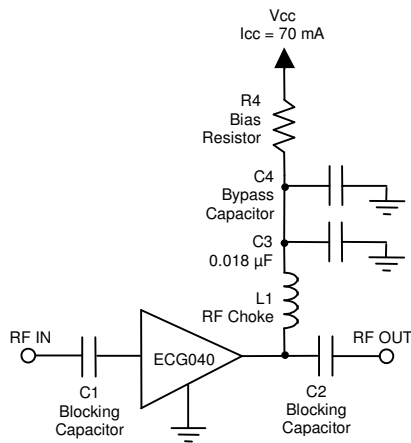 Vcc
Icc = 70 mA
R4
Bias
Resistor
C4
Bypass
Capacitor
C3
0.018 µF
L1
RF Choke
RF IN
ECG040
RF OUT
C1
Blocking
Capacitor
C2
Blocking
Capacitor